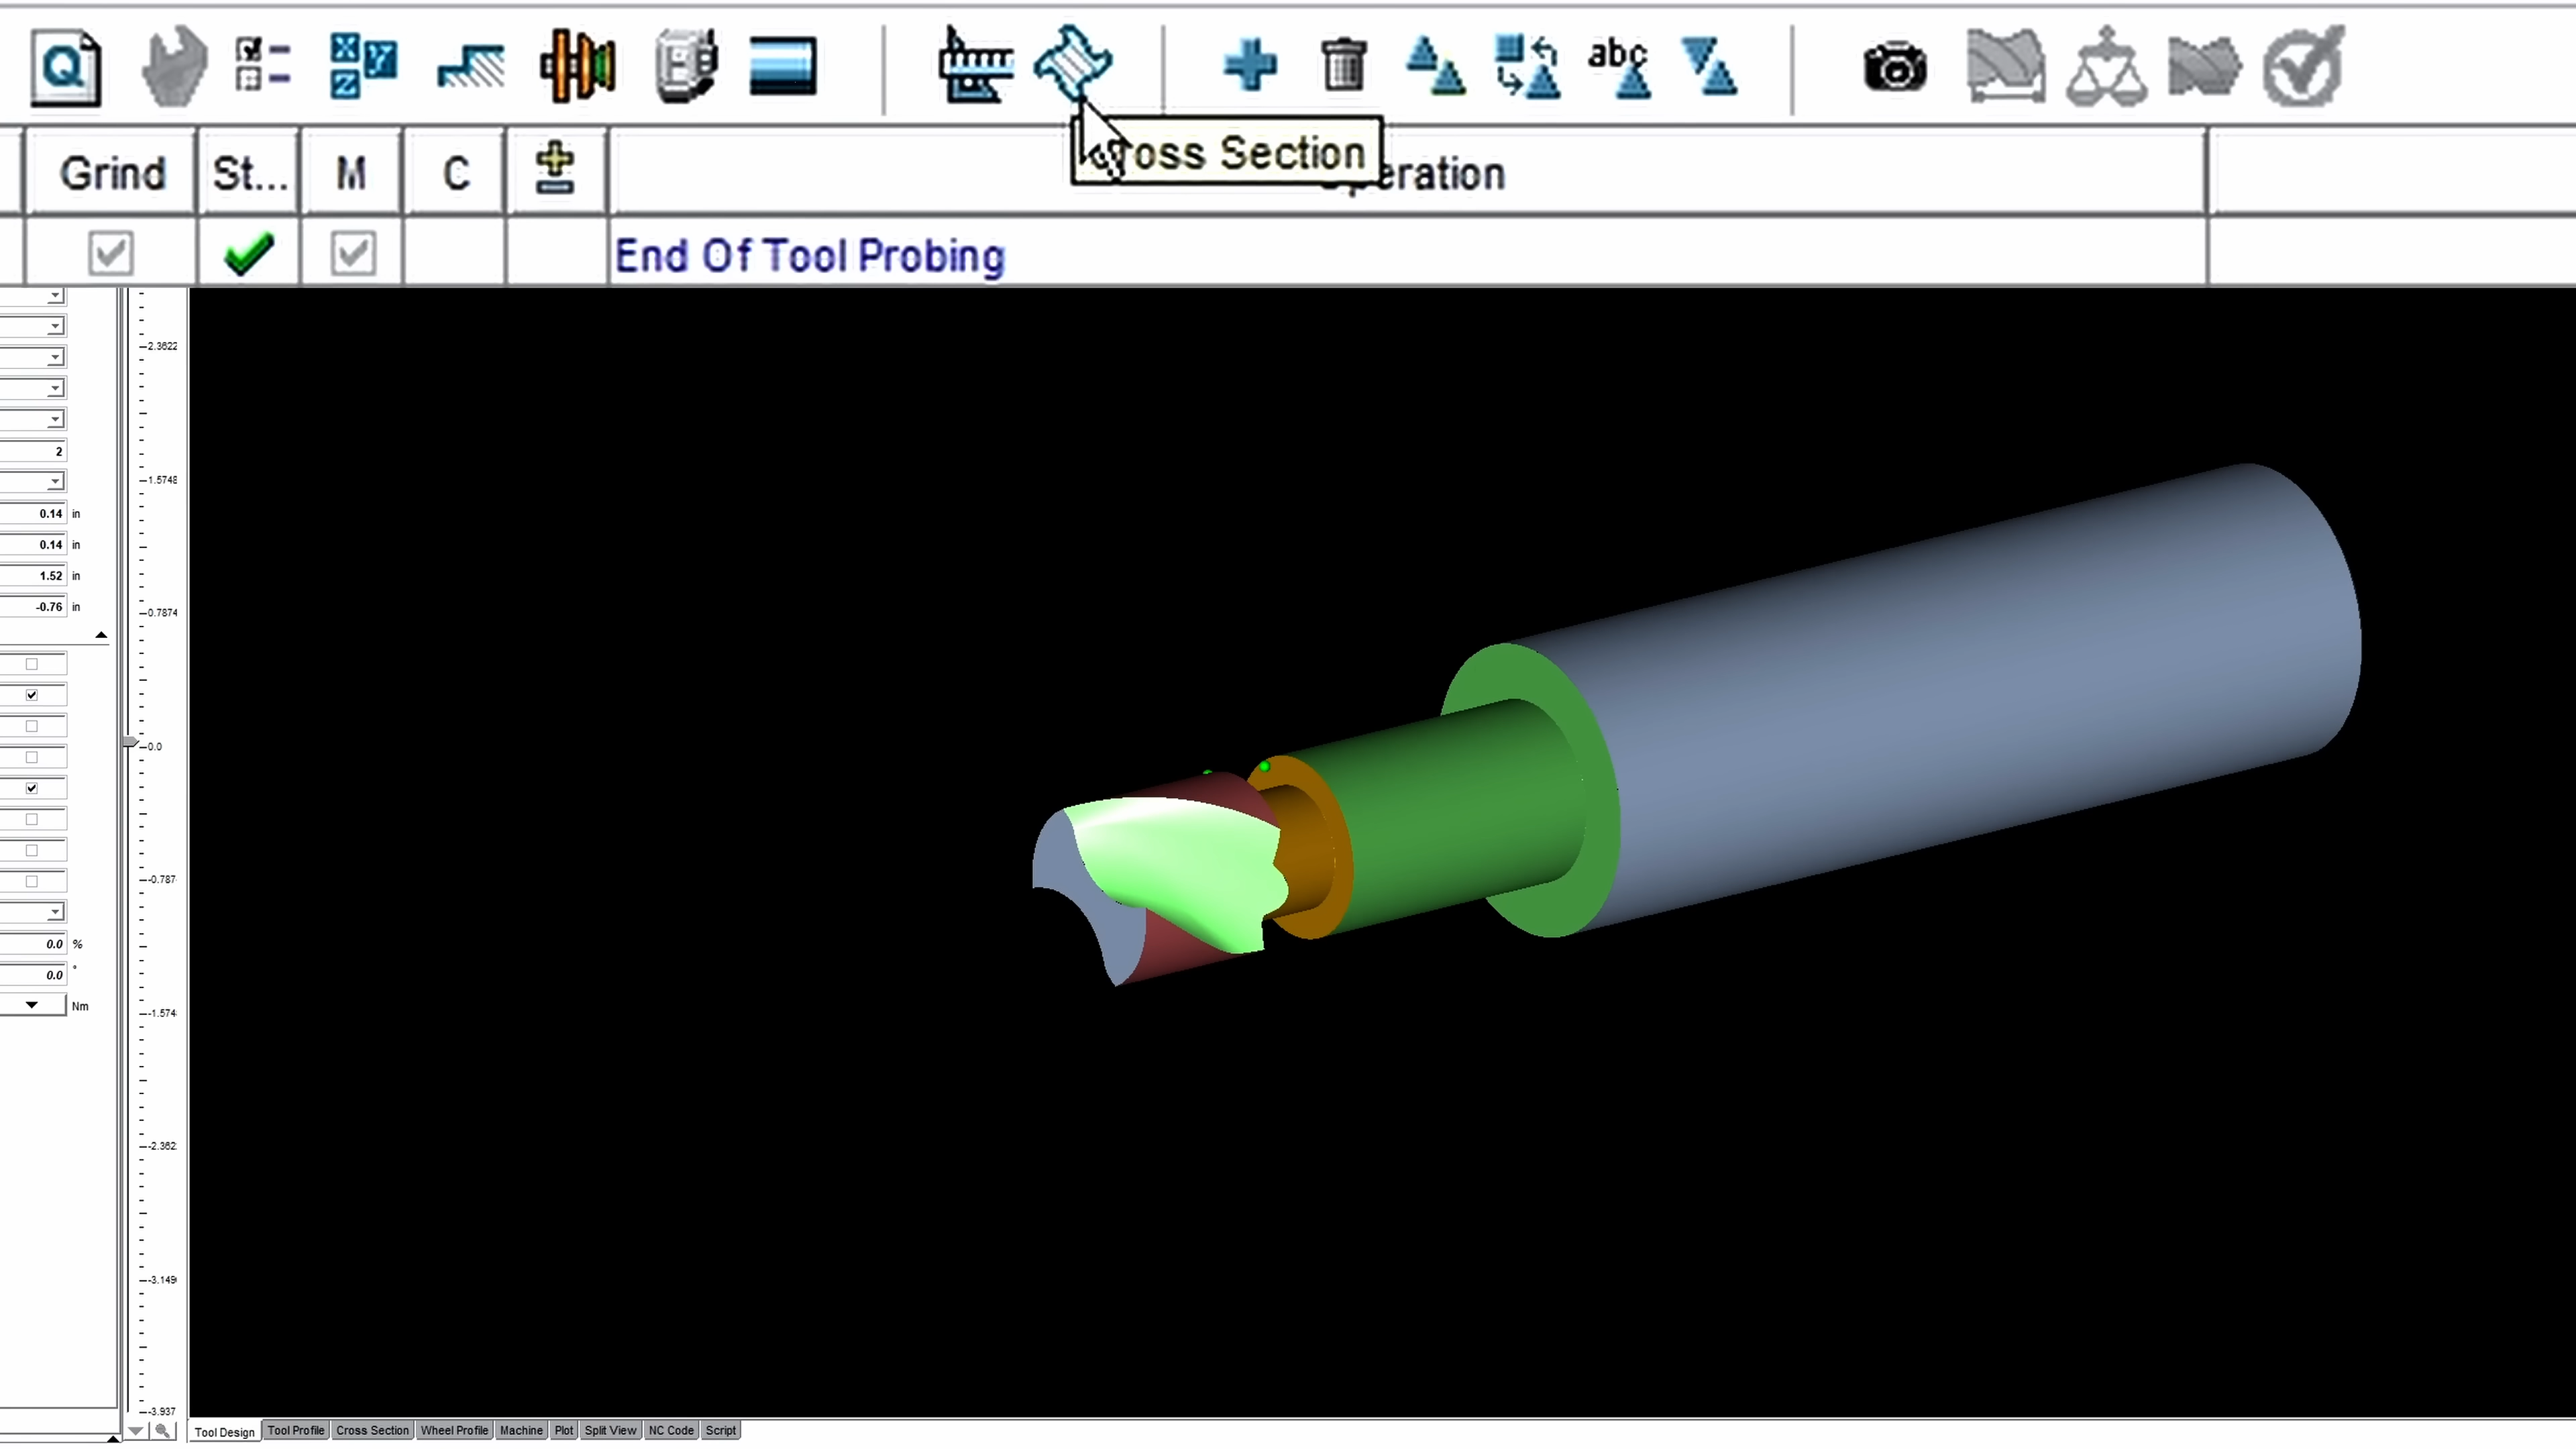 Q
X Y
Z
abc
Cross Section
Grind St... M C Operation
End Of Tool Probing
2.3622
2
1.5748
0.14 in
0.14 in
1.52 in
-0.76 in
0.7874
0.0
-0.787
0.0 %
0.0 °
Nm
-1.574
-2.362
-3.149
-3.937
Tool Design Tool Profile Cross Section Wheel Profile Machine Plot Split View NC Code Script